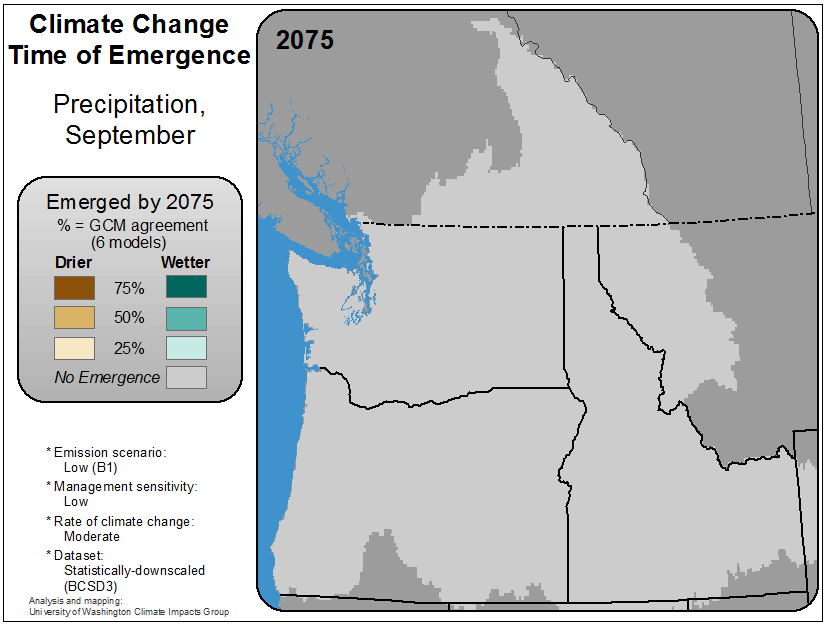 Climate Change
Time of Emergence
Precipitation,
September
2075
Emerged by 2075
% = GCM agreement
(6 models)
Drier Wetter
75%
50%
25%
No Emergence
* Emission scenario:
Low (B1)
* Management sensitivity:
Low
* Rate of climate change:
Moderate
* Dataset:
Statistically-downscaled
(BCSD3)
Analysis and mapping:
University of Washington Climate Impacts Group